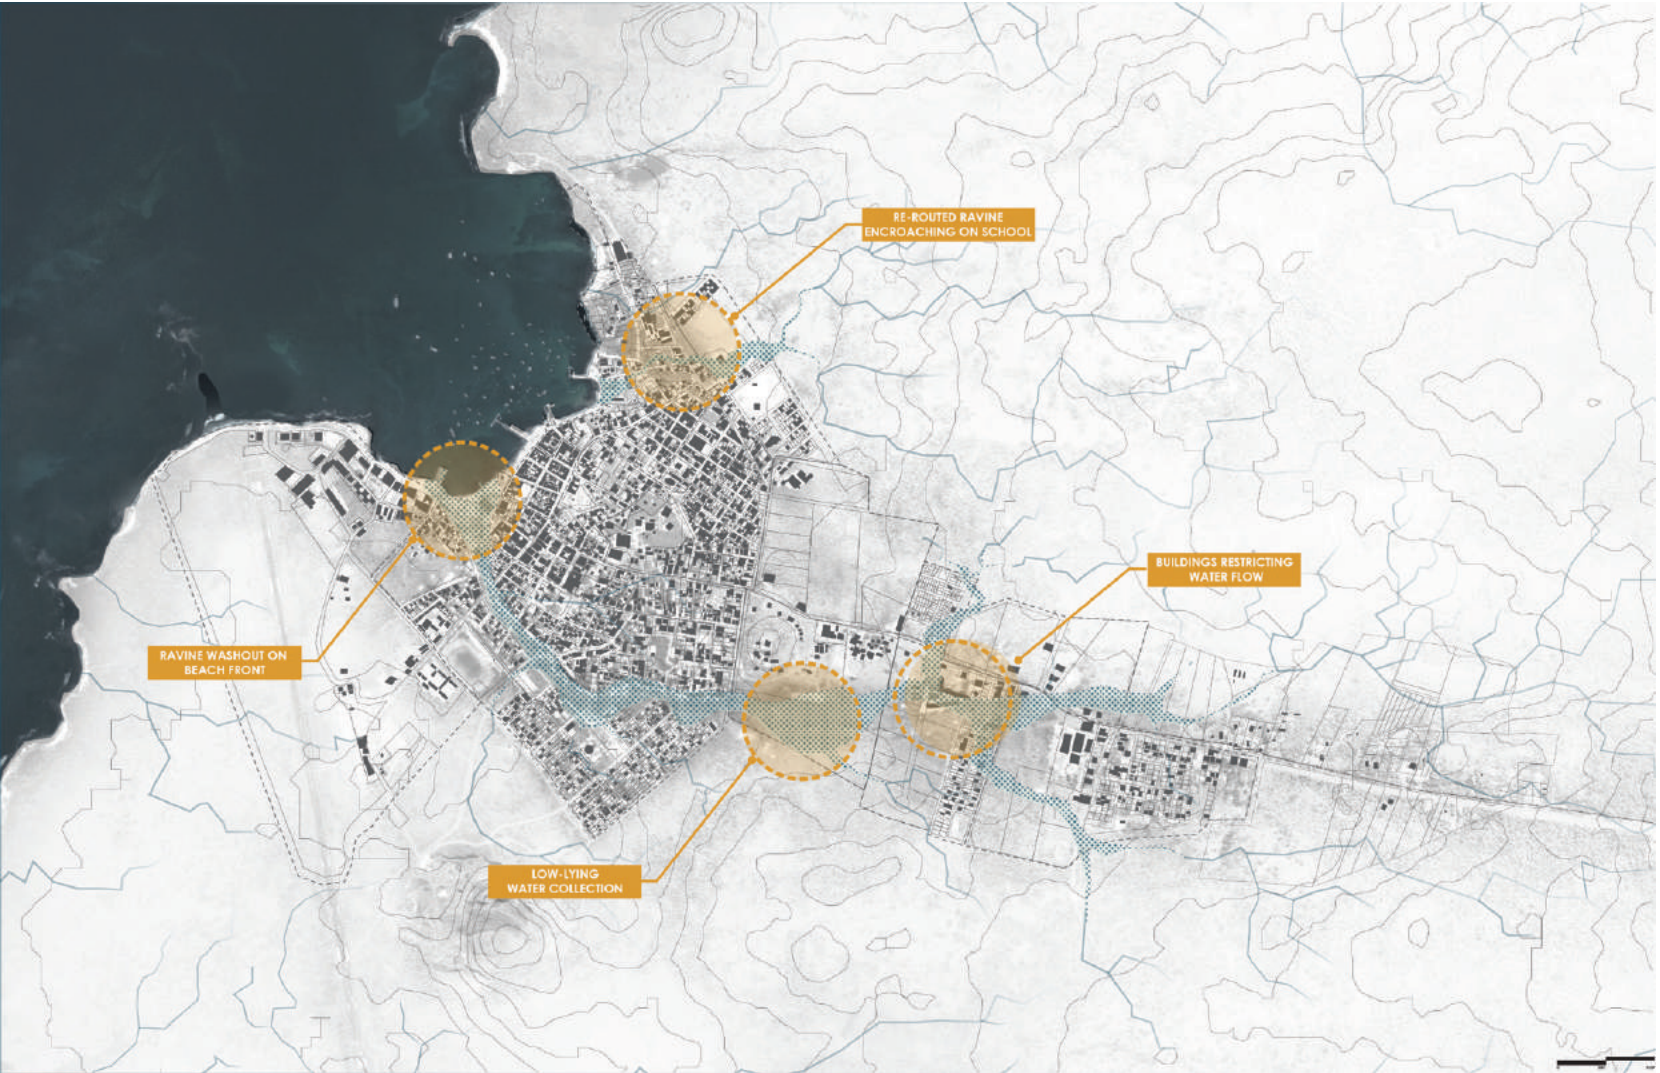 RE-ROUTED RAVINE
ENCROACHING ON SCHOOL
BUILDINGS RESTRICTING
WATER FLOW
RAVINE WASHOUT ON
BEACH FRONT
LOW-LYING
WATER COLLECTION